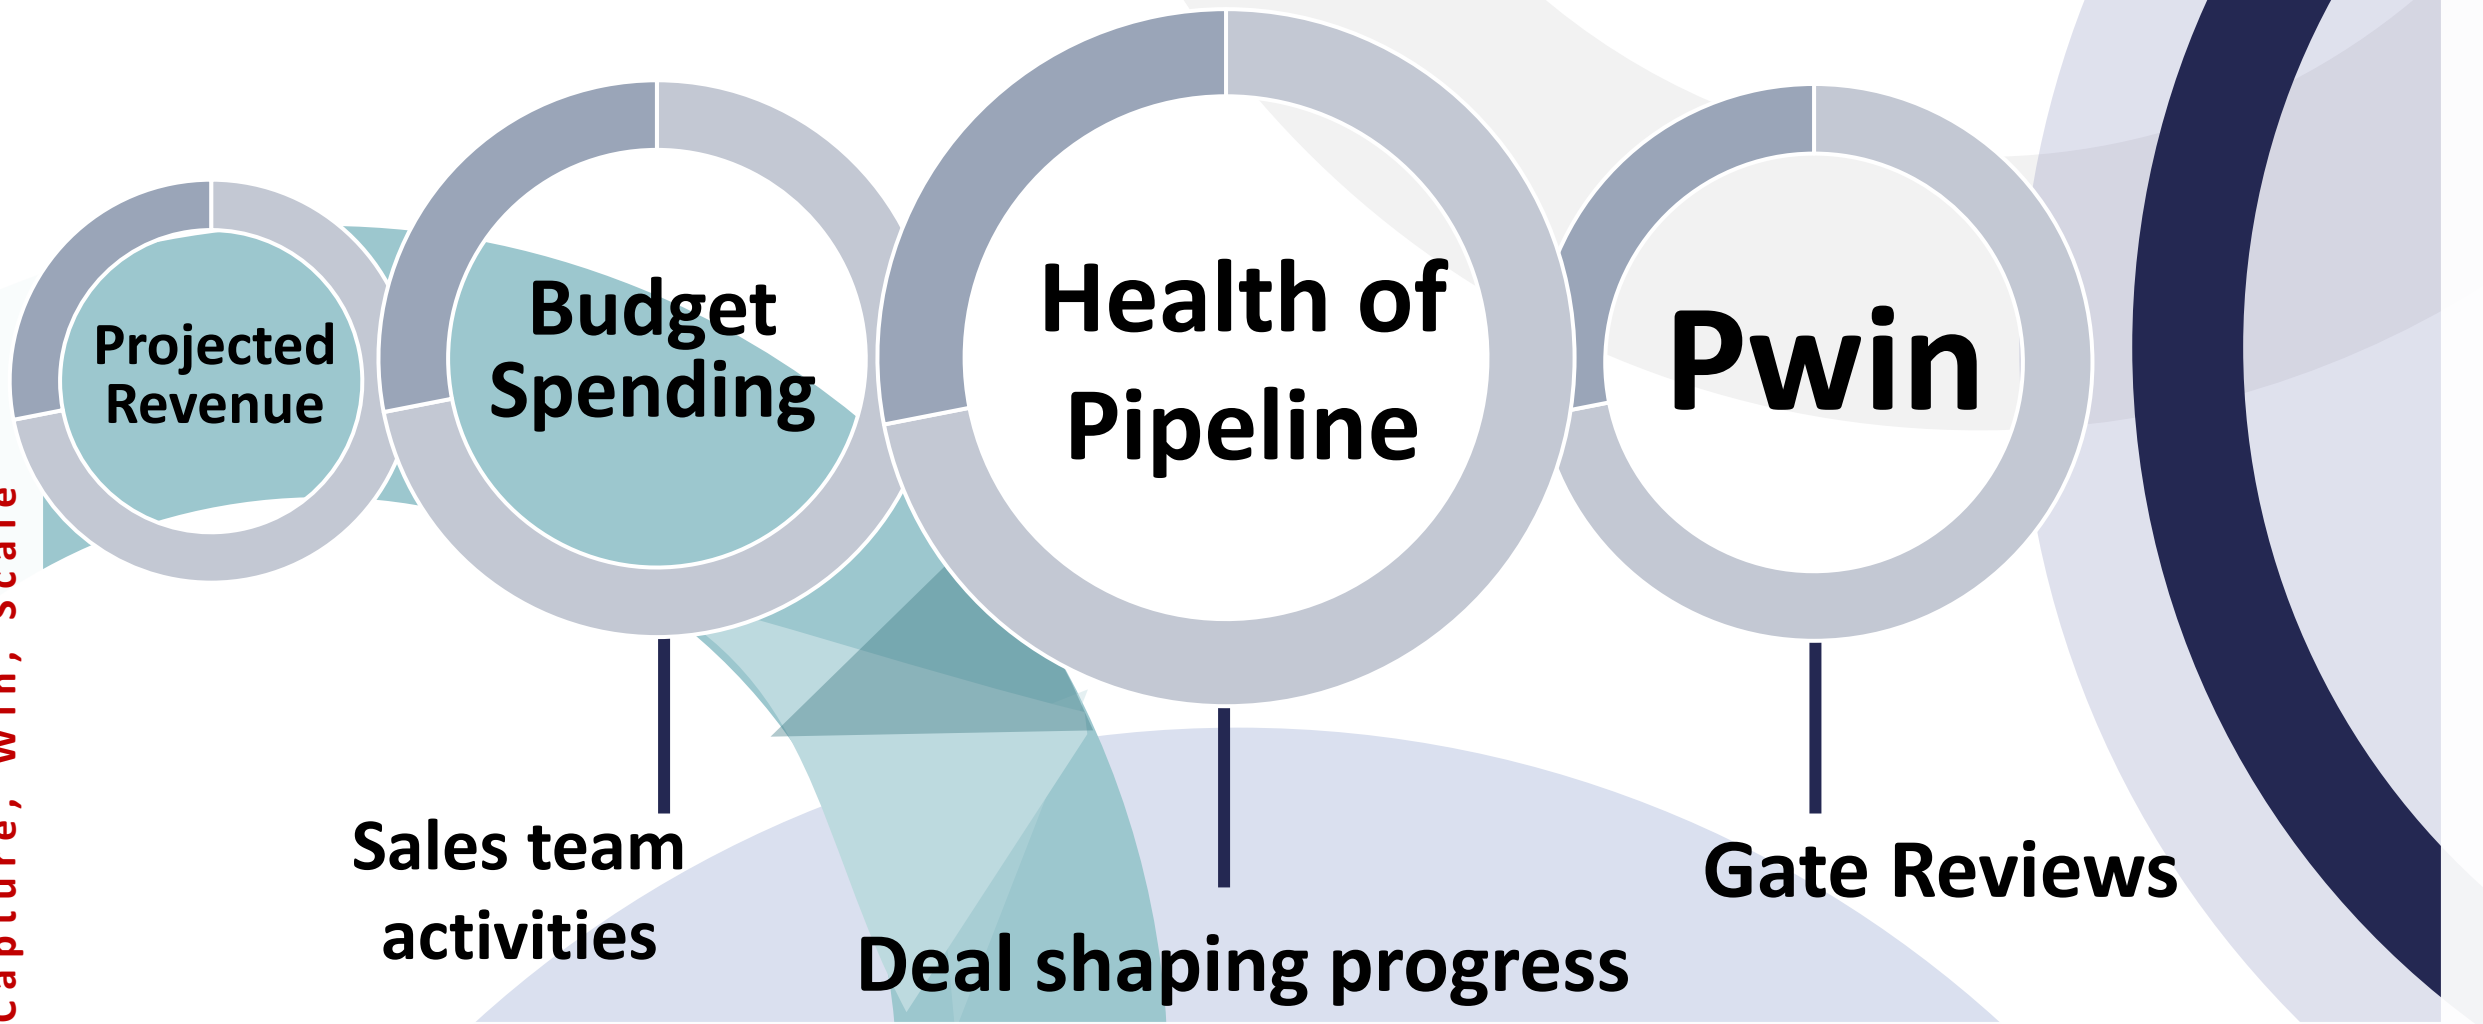 Projected
Revenue
Budget
Spending
Health of
Pipeline
Pwin
Sales team
activities
Deal shaping progress
Gate Reviews
Capture, Win, Scale